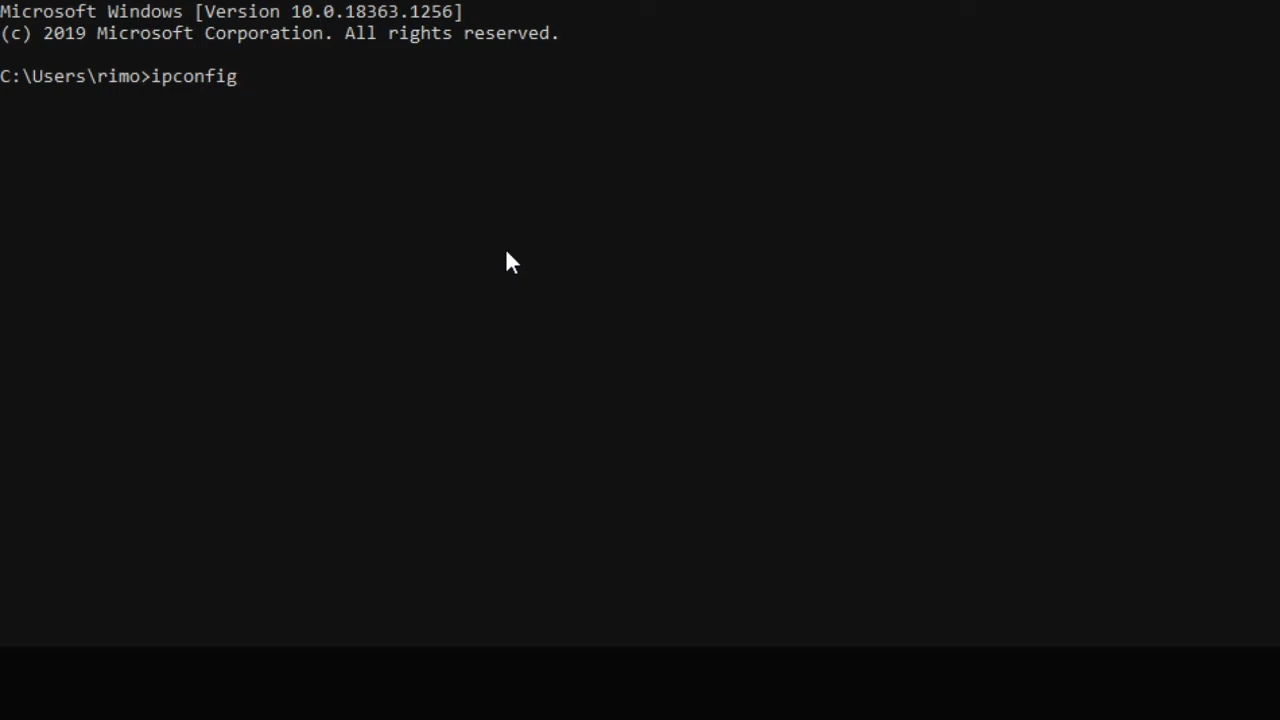 Microsoft Windows [Version 10.0.18363.1256]
(c) 2019 Microsoft Corporation. All rights reserved.
C:\Users\rimo>ipconfig